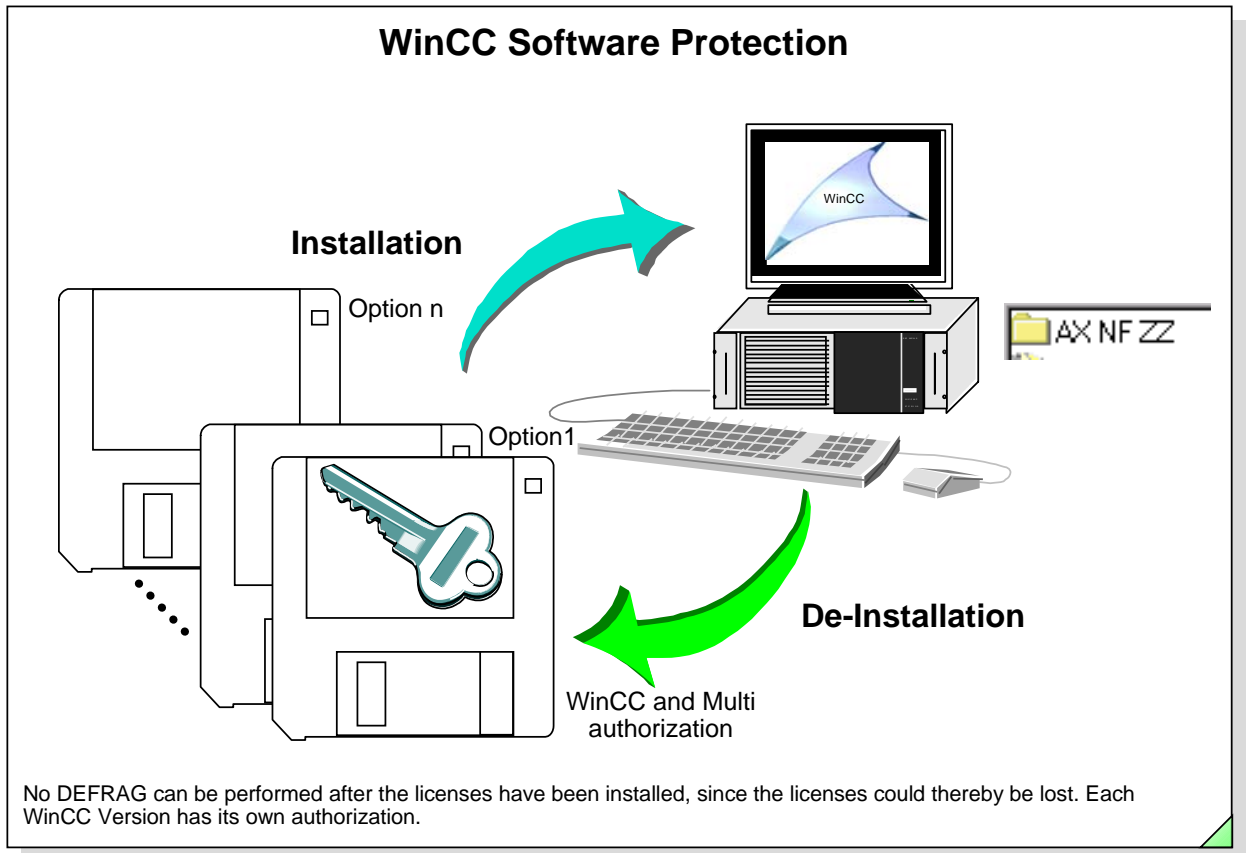 WinCC Software Protection
WinCC
Installation
Option n
AX NF ZZ
Option1
De-Installation
WinCC and Multi
authorization
No DEFRAG can be performed after the licenses have been installed, since the licenses could thereby be lost. Each
WinCC Version has its own authorization.